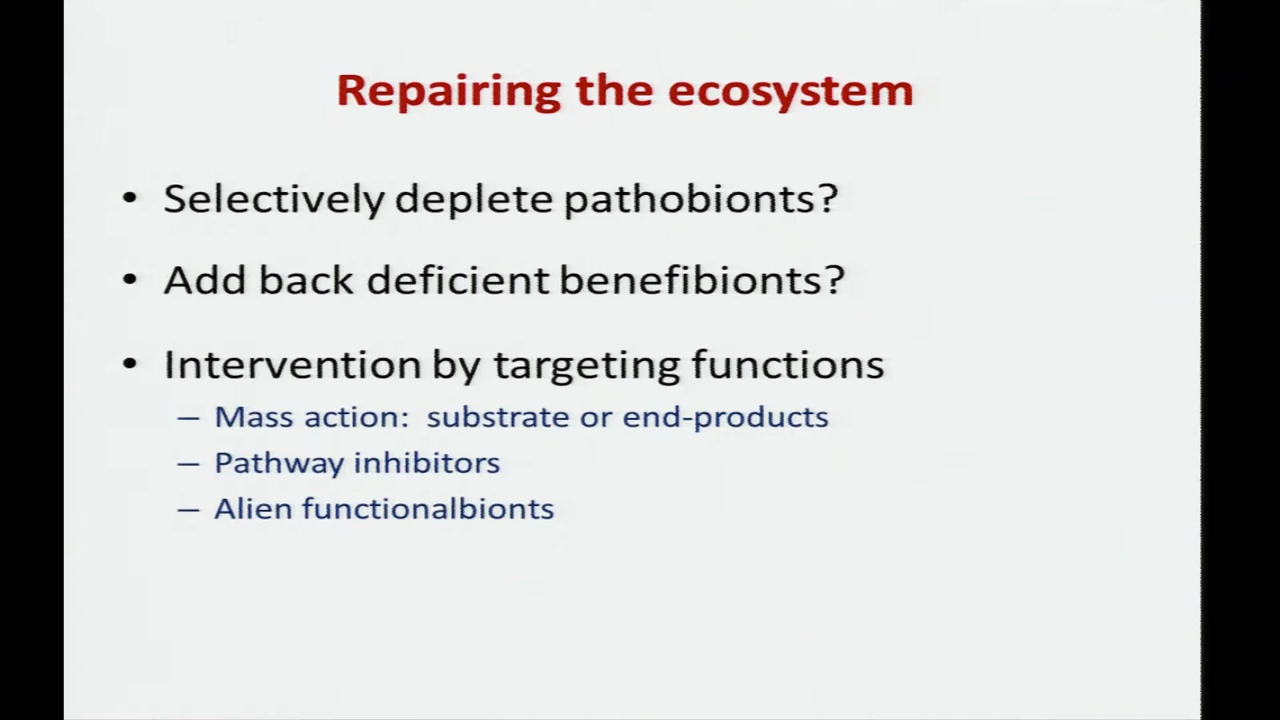 Repairing the ecosystem
• Selectively deplete pathobionts?
• Add back deficient benefibionts?
• Intervention by targeting functions
– Mass action: substrate or end-products
– Pathway inhibitors
– Alien functionalbionts